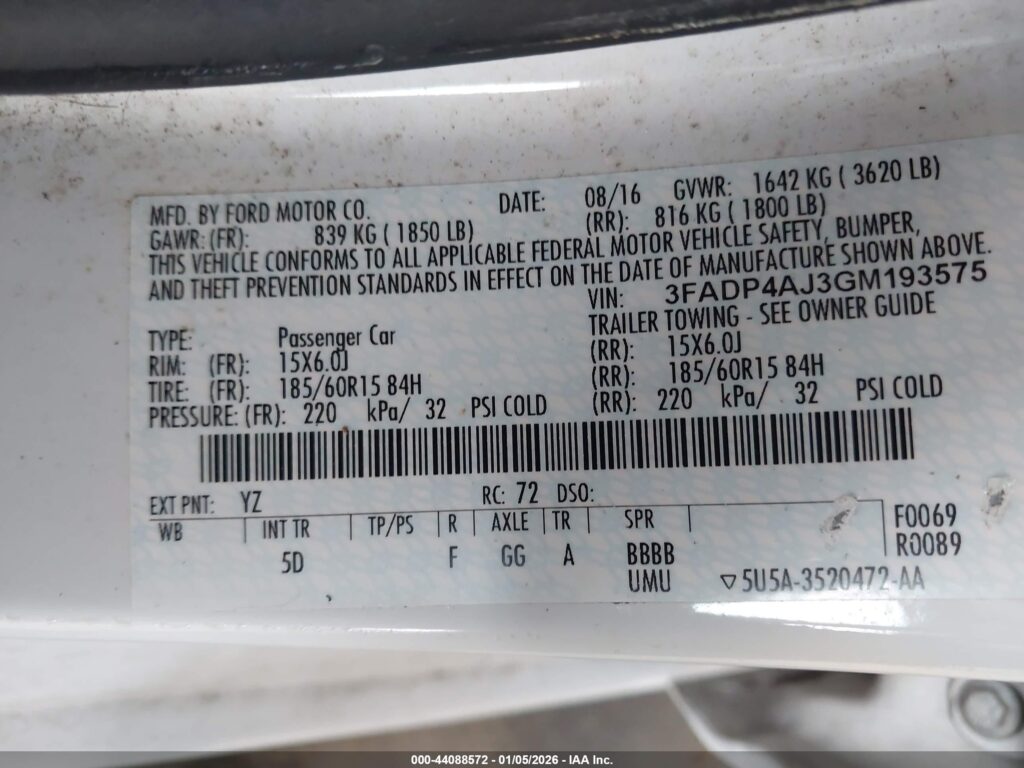 MFD. BY FORD MOTOR CO. DATE: 08/16 GVWR: 1642 KG ( 3620 LB)
GAWR: (FR): 839 KG ( 1850 LB) (RR): 816 KG ( 1800 LB)
THIS VEHICLE CONFORMS TO ALL APPLICABLE FEDERAL MOTOR VEHICLE SAFETY, BUMPER,
AND THEFT PREVENTION STANDARDS IN EFFECT ON THE DATE OF MANUFACTURE SHOWN ABOVE.
VIN: 3FADP4AJ3GM193575
TYPE: Passenger Car TRAILER TOWING - SEE OWNER GUIDE
RIM: (FR): 15X6.0J (RR): 15X6.0J
TIRE: (FR): 185/60R15 84H (RR): 185/60R15 84H
PRESSURE: (FR): 220 kPa/ 32 PSI COLD (RR): 220 kPa/ 32 PSI COLD
EXT PNT: YZ RC: 72 DSO:
WB INT TR TP/PS R AXLE TR SPR F0069
5D F GG A BBBB R0089
UMU ▽5U5A-3520472-AA
000-44088572 - 01/05/2026 - IAA Inc.